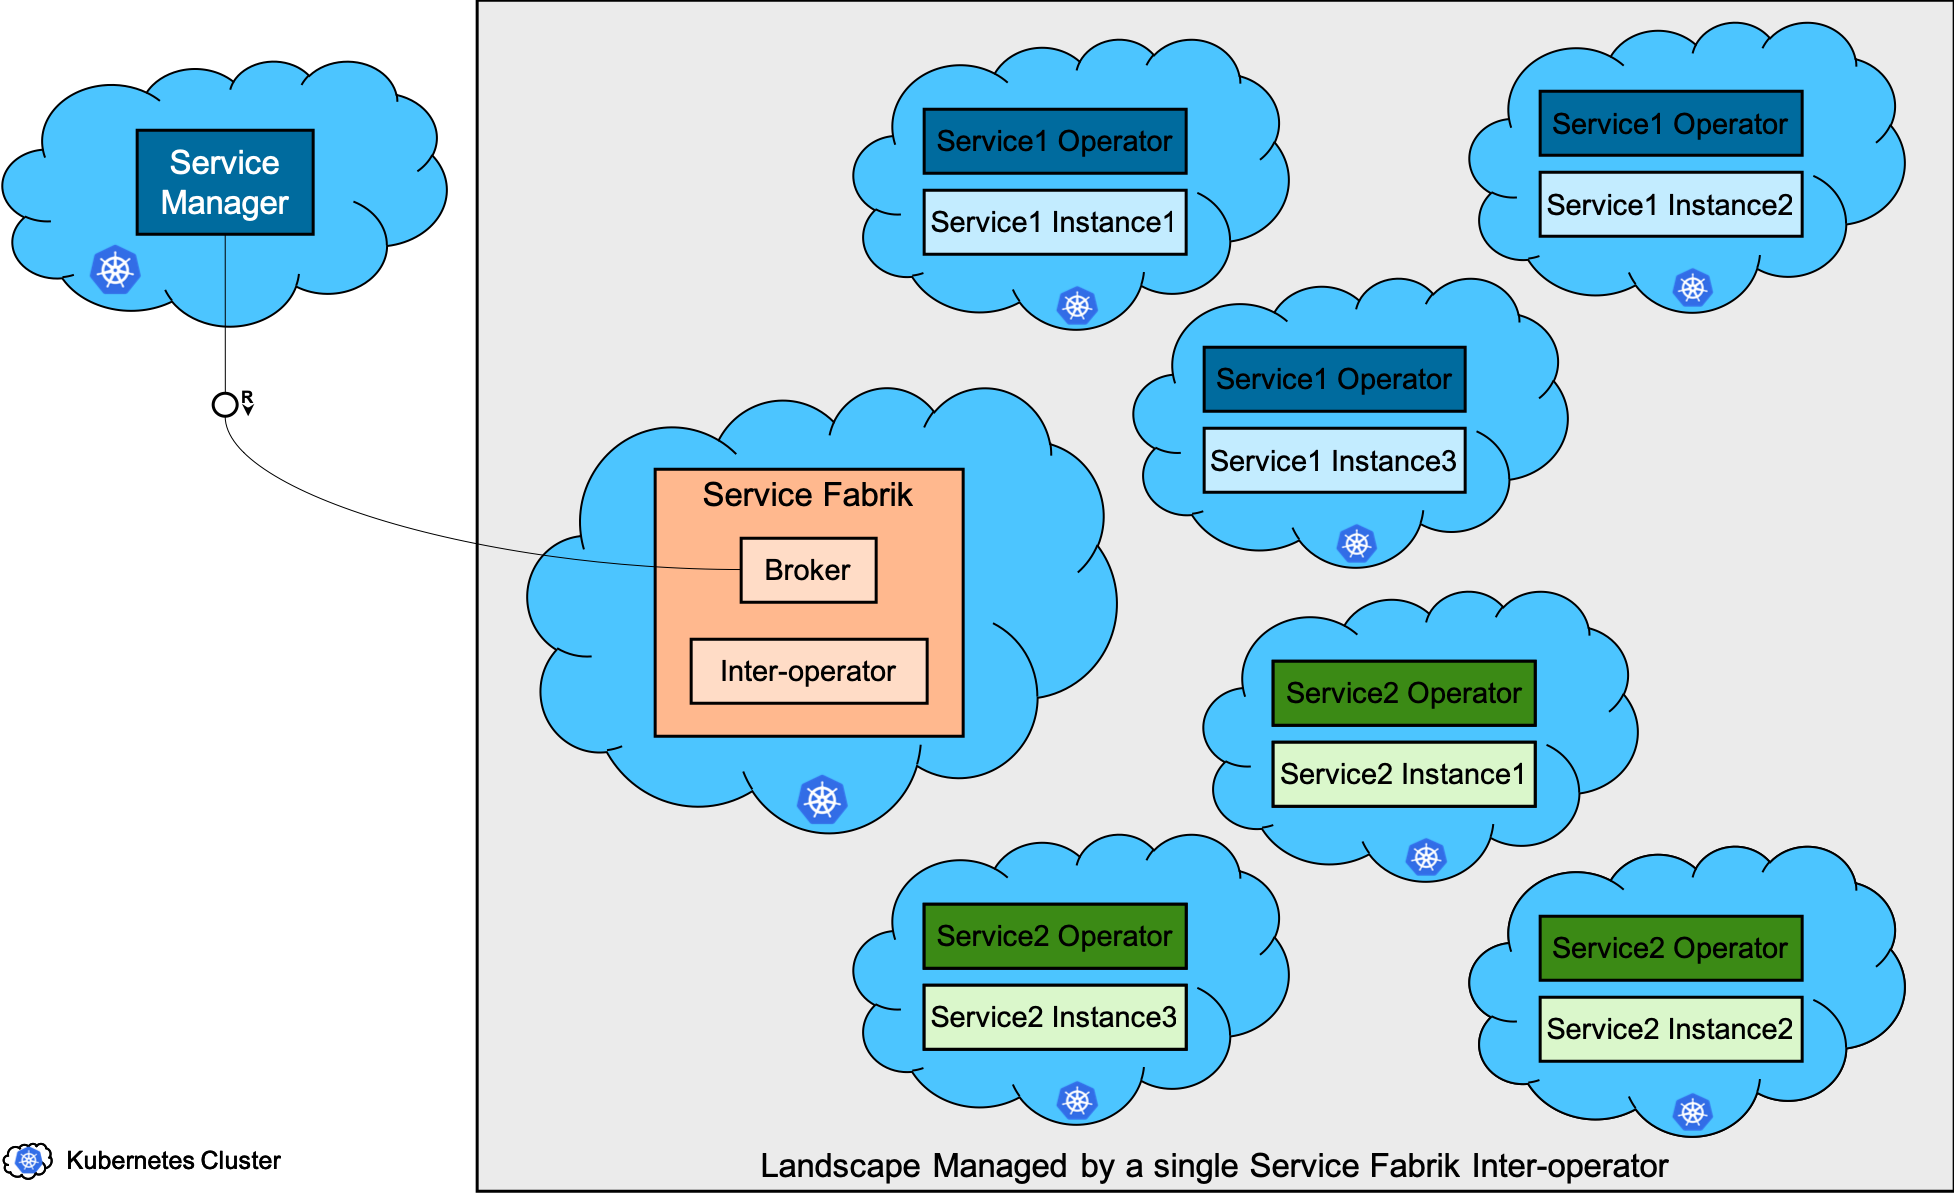 Service
Manager
R
Service1 Operator
Service1 Instance1
Service1 Operator
Service1 Instance2
Service1 Operator
Service1 Instance3
Service Fabrik
Broker
Inter-operator
Service2 Operator
Service2 Instance1
Service2 Operator
Service2 Instance3
Service2 Operator
Service2 Instance2
Kubernetes Cluster
Landscape Managed by a single Service Fabrik Inter-operator